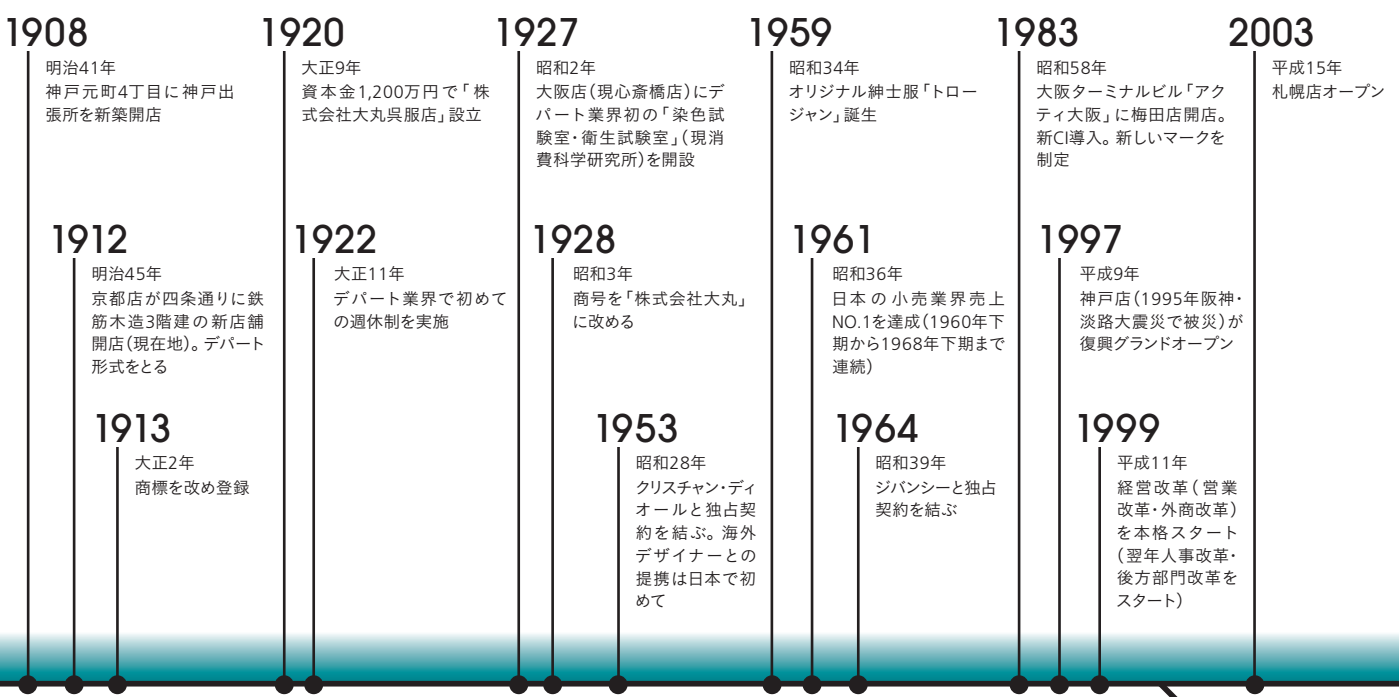 1908
明治41年
神戸元町4丁目に神戸出
張所を新築開店
1912
明治45年
京都店が四条通りに鉄
筋木造3階建の新店舗
開店(現在地)。デパート
形式をとる
1913
大正2年
商標を改め登録
1920
大正9年
資本金1,200万円で「株
式会社大丸呉服店」設立
1922
大正11年
デパート業界で初めて
の週休制を実施
1927
昭和2年
大阪店(現心斎橋店)にデ
パート業界初の「染色試
験室・衛生試験室」(現消
費科学研究所)を開設
1928
昭和3年
商号を「株式会社大丸」
に改める
1953
昭和28年
クリスチャン・ディ
オールと独占契
約を結ぶ。海外
デザイナーとの
提携は日本で初
めて
1959
昭和34年
オリジナル紳士服「トロー
ジャン」誕生
1961
昭和36年
日本の小売業界売上
NO.1を達成(1960年下
期から1968年下期まで
連続)
1964
昭和39年
ジバンシーと独占
契約を結ぶ
1983
昭和58年
大阪ターミナルビル「アク
ティ大阪」に梅田店開店。
新CI導入。新しいマークを
制定
1997
平成9年
神戸店(1995年阪神・
淡路大震災で被災)が
復興グランドオープン
1999
平成11年
経営改革(営業
改革・外商改革)
を本格スタート
(翌年人事改革・
後方部門改革を
スタート)
2003
平成15年
札幌店オープン